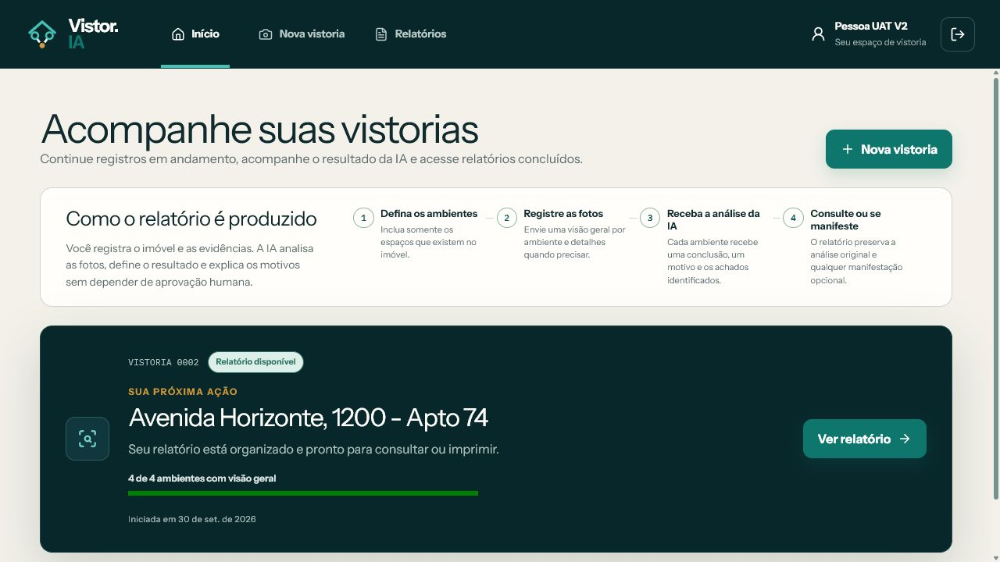 Vistor.
IA
Início
Nova vistoria
Relatórios
Pessoa UAT V2
Seu espaço de vistoria
Acompanhe suas vistorias
Continue registros em andamento, acompanhe o resultado da IA e acesse relatórios concluídos.
Nova vistoria
Como o relatório é produzido
Você registra o imóvel e as evidências. A IA analisa
as fotos, define o resultado e explica os motivos
sem depender de aprovação humana.
1
Defina os ambientes
Inclua somente os
espaços que existem no
imóvel.
2
Registre as fotos
Envie uma visão geral por
ambiente e detalhes
quando precisar.
3
Receba a análise da
IA
Cada ambiente recebe
uma conclusão, um
motivo e os achados
identificados.
4
Consulte ou se
manifeste
O relatório preserva a
análise original e
qualquer manifestação
opcional.
VISTORIA 0002
Relatório disponível
SUA PRÓXIMA AÇÃO
Avenida Horizonte, 1200 - Apto 74
Seu relatório está organizado e pronto para consultar ou imprimir.
4 de 4 ambientes com visão geral
Iniciada em 30 de set. de 2026
Ver relatório